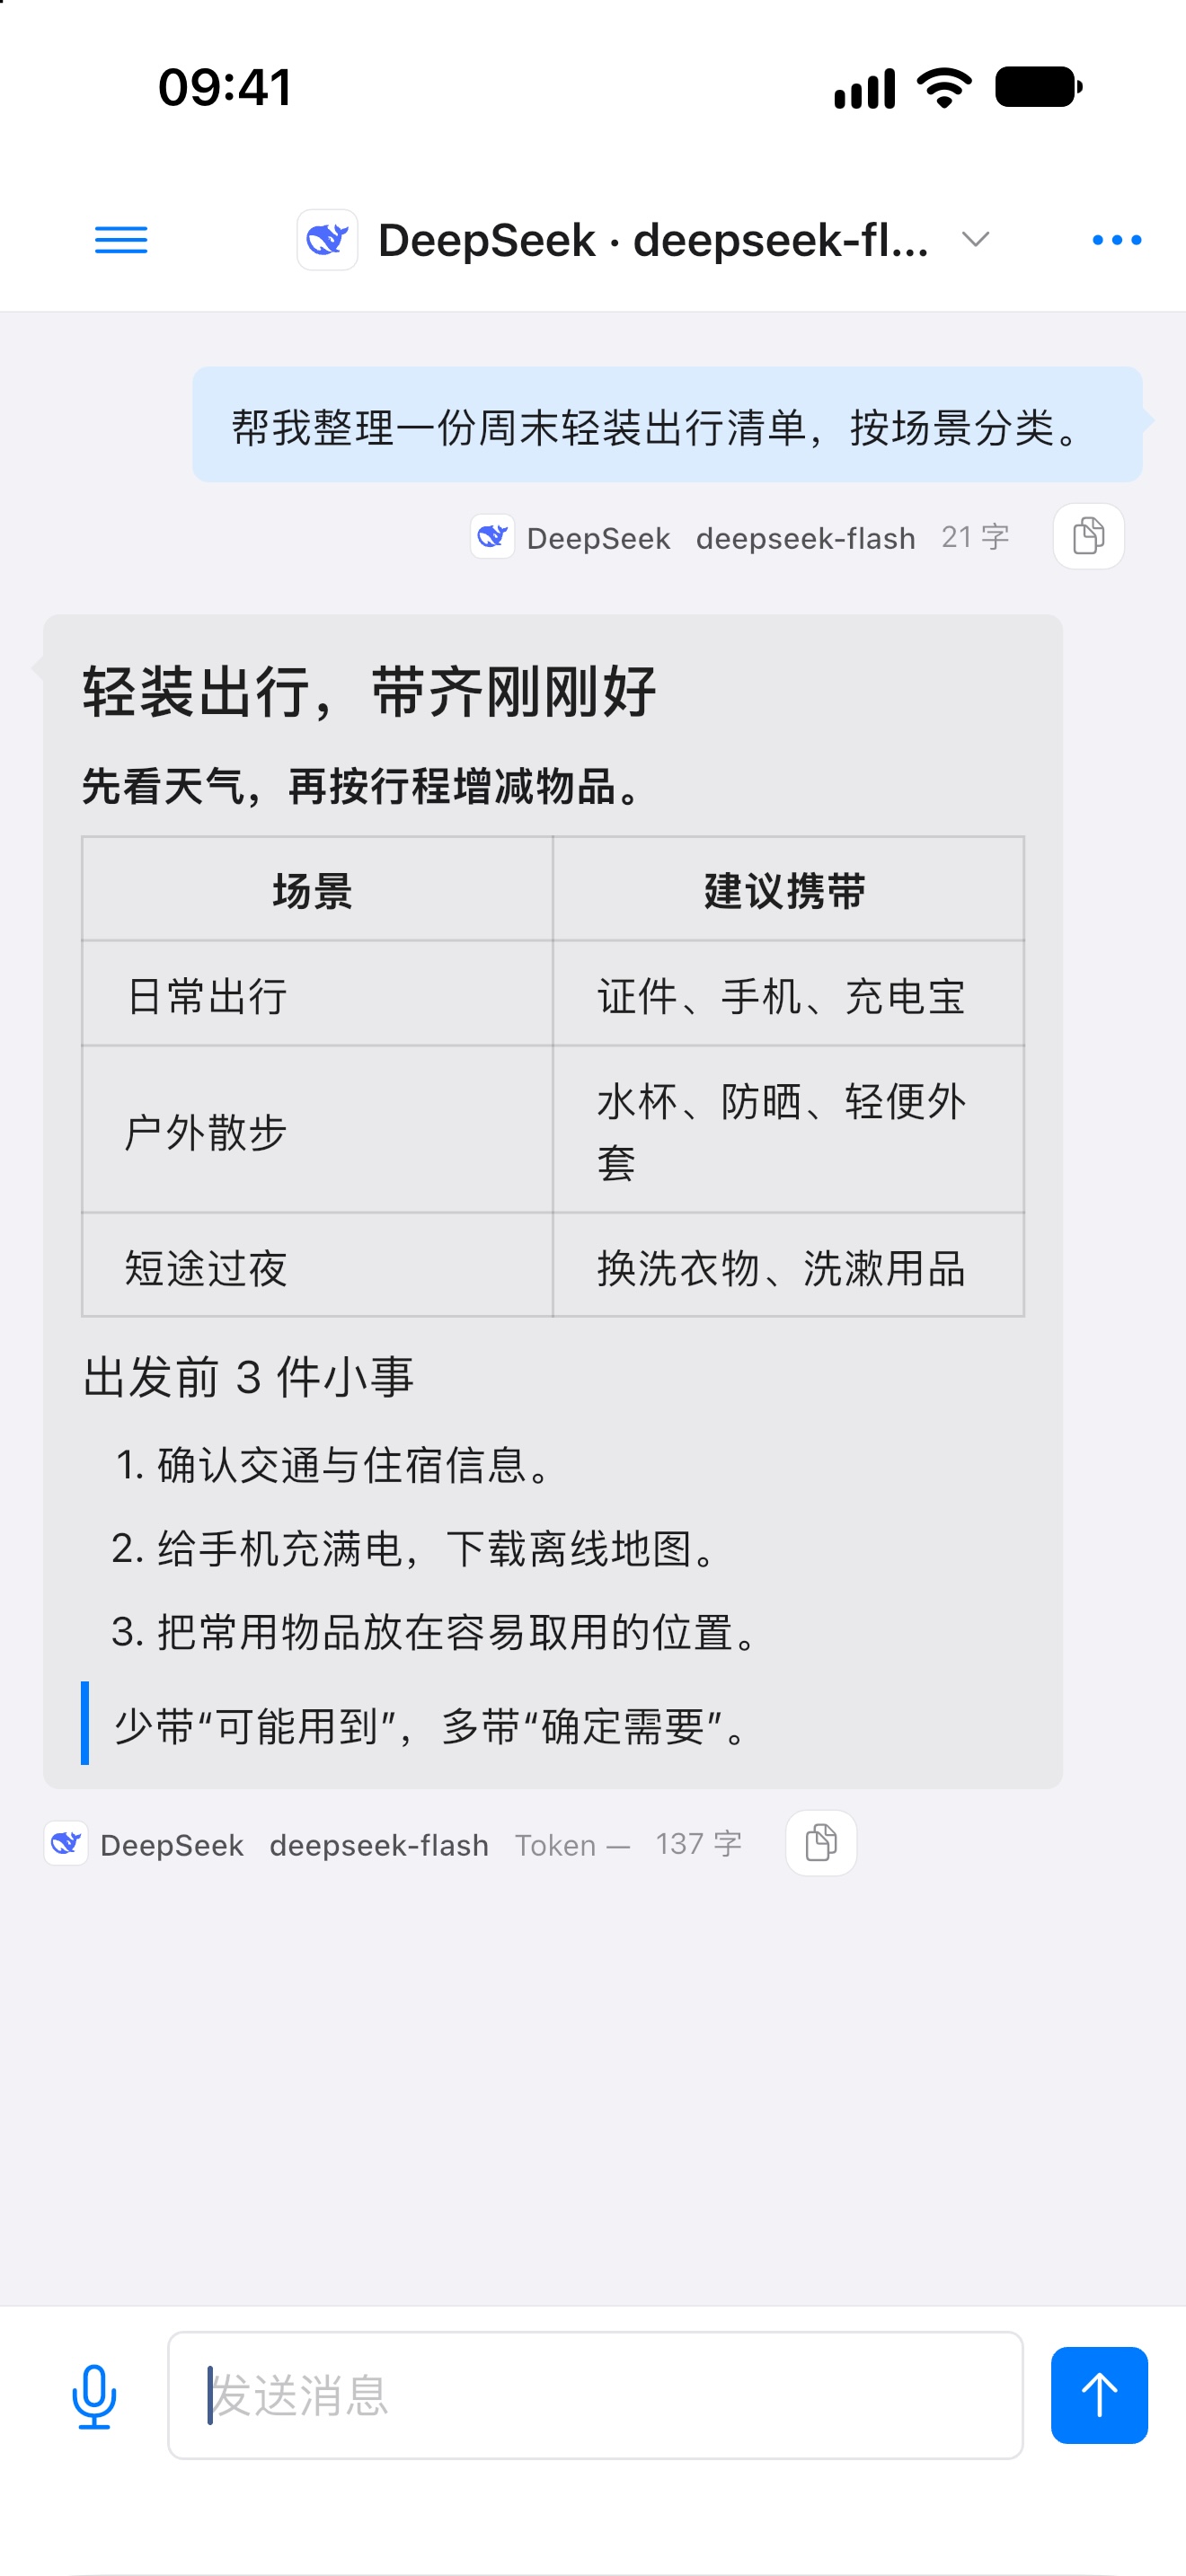 09:41
DeepSeek · deepseek-fl...
帮我整理一份周末轻装出行清单，按场景分类。
DeepSeek deepseek-flash 21 字
轻装出行，带齐刚刚好
先看天气，再按行程增减物品。
场景 建议携带
日常出行 证件、手机、充电宝
户外散步 水杯、防晒、轻便外
套
短途过夜 换洗衣物、洗漱用品
出发前 3 件小事
1. 确认交通与住宿信息。
2. 给手机充满电，下载离线地图。
3. 把常用物品放在容易取用的位置。
少带“可能用到”，多带“确定需要”。
DeepSeek deepseek-flash Token — 137 字
发送消息